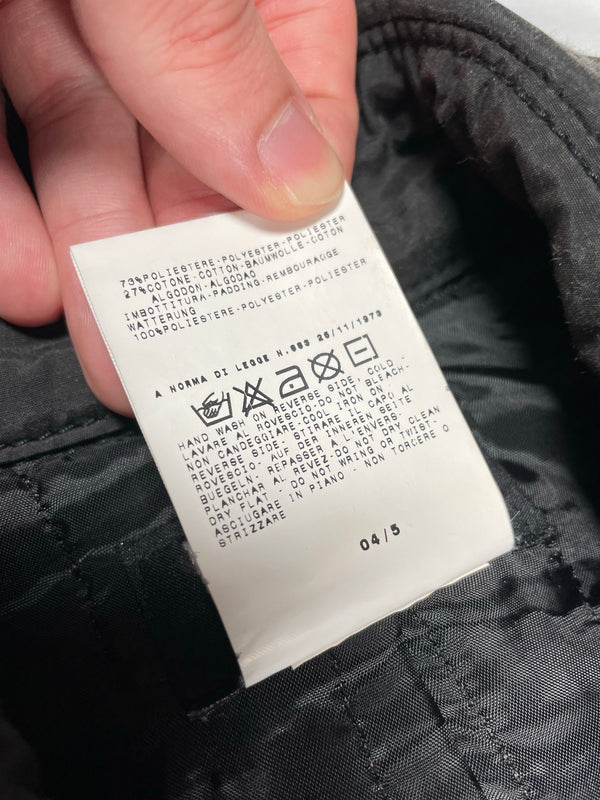 73%POLIESTERE-POLYESTER-POLIESTER
27%COTONE-COTTON-BAUMWOLLE-COTON
ALGODON-ALGODAO
IMBOTTITURA-PADDING-REMBOURAGE
WATTERUNG
100%POLIESTERE-POLYESTER-POLIESTER
A NORMA DI LEGGE N.883 26/11/1973
HAND WASH ON REVERSE SIDE, COLD -
LAVARE AL ROVESCIO-DO NOT BLEACH-
NON CANDEGGIARE-COOL IRON ON
REVERSE SIDE- STIRARE IL CAPO AL
ROVESCIO- AUF DER INNEREN SEITE
BUEGELN- REPASSER A L'ENVERS-
PLANCHAR AL REVEZ-DO NOT DRY CLEAN
DRY FLAT - DO NOT WRING OR TWIST-
ASCIUGARE IN PIANO - NON TORCERE O
STRIZZARE
04/5